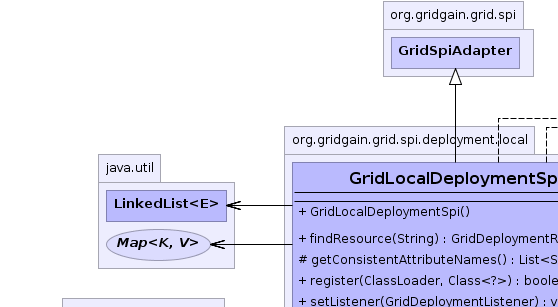 org.gridgain.grid.spi
GridSpiAdapter
org.gridgain.grid.spi.deployment.local
java.util
LinkedList<E>
Map<K, V>
GridLocalDeploymentSp
+ GridLocalDeploymentSpi()
+ findResource(String) : GridDeploymentR
# getConsistentAttributeNames() : List<S
+ register(ClassLoader, Class<?>) : boole
+ setListener(GridDeploymentListener) : v